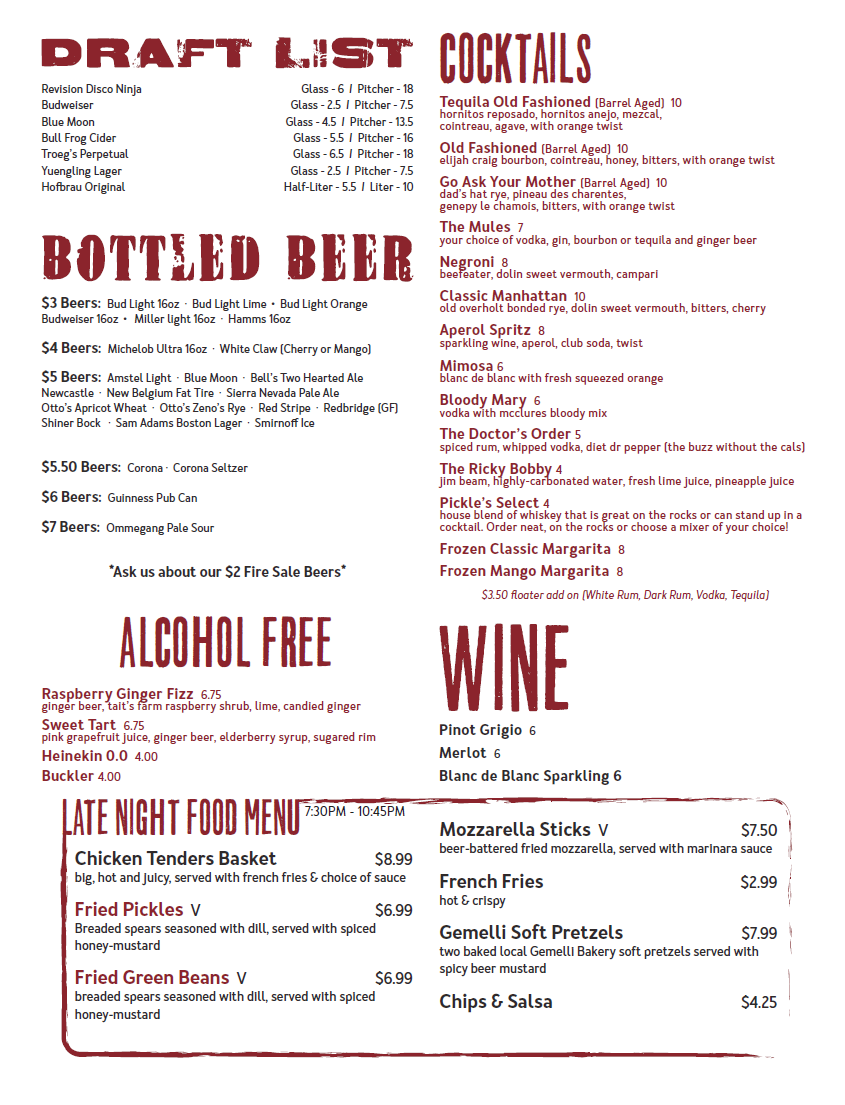 DRAFT LIST
Revision Disco Ninja Glass - 6 / Pitcher - 18
Budweiser Glass - 2.5 / Pitcher - 7.5
Blue Moon Glass - 4.5 / Pitcher - 13.5
Bull Frog Cider Glass - 5.5 / Pitcher - 16
Troeg's Perpetual Glass - 6.5 / Pitcher - 18
Yuengling Lager Glass - 2.5 / Pitcher - 7.5
Hofbrau Original Half-Liter - 5.5 / Liter - 10
BOTTLED BEER
$3 Beers: Bud Light 16oz · Bud Light Lime • Bud Light Orange
Budweiser 16oz • Miller light 16oz · Hamms 16oz
$4 Beers: Michelob Ultra 16oz · White Claw (Cherry or Mango)
$5 Beers: Amstel Light · Blue Moon · Bell's Two Hearted Ale
Newcastle · New Belgium Fat Tire · Sierra Nevada Pale Ale
Otto's Apricot Wheat · Otto's Zeno's Rye · Red Stripe · Redbridge (GF)
Shiner Bock · Sam Adams Boston Lager · Smirnoff Ice
$5.50 Beers: Corona · Corona Seltzer
$6 Beers: Guinness Pub Can
$7 Beers: Ommegang Pale Sour
*Ask us about our $2 Fire Sale Beers*
ALCOHOL FREE
Raspberry Ginger Fizz 6.75
ginger beer, tait's farm raspberry shrub, lime, candied ginger
Sweet Tart 6.75
pink grapefruit juice, ginger beer, elderberry syrup, sugared rim
Heinekin 0.0 4.00
Buckler 4.00
COCKTAILS
Tequila Old Fashioned (Barrel Aged) 10
hornitos reposado, hornitos anejo, mezcal,
cointreau, agave, with orange twist
Old Fashioned (Barrel Aged) 10
elijah craig bourbon, cointreau, honey, bitters, with orange twist
Go Ask Your Mother (Barrel Aged) 10
dad's hat rye, pineau des charentes,
genepy le chamois, bitters, with orange twist
The Mules 7
your choice of vodka, gin, bourbon or tequila and ginger beer
Negroni 8
beefeater, dolin sweet vermouth, campari
Classic Manhattan 10
old overholt bonded rye, dolin sweet vermouth, bitters, cherry
Aperol Spritz 8
sparkling wine, aperol, club soda, twist
Mimosa 6
blanc de blanc with fresh squeezed orange
Bloody Mary 6
vodka with mcclures bloody mix
The Doctor's Order 5
spiced rum, whipped vodka, diet dr pepper (the buzz without the cals)
The Ricky Bobby 4
jim beam, highly-carbonated water, fresh lime juice, pineapple juice
Pickle's Select 4
house blend of whiskey that is great on the rocks or can stand up in a
cocktail. Order neat, on the rocks or choose a mixer of your choice!
Frozen Classic Margarita 8
Frozen Mango Margarita 8
$3.50 floater add on (White Rum, Dark Rum, Vodka, Tequila)
WINE
Pinot Grigio 6
Merlot 6
Blanc de Blanc Sparkling 6
LATE NIGHT FOOD MENU 7:30PM - 10:45PM
Chicken Tenders Basket $8.99
big, hot and juicy, served with french fries & choice of sauce
Fried Pickles V $6.99
Breaded spears seasoned with dill, served with spiced
honey-mustard
Fried Green Beans V $6.99
breaded spears seasoned with dill, served with spiced
honey-mustard
Mozzarella Sticks V $7.50
beer-battered fried mozzarella, served with marinara sauce
French Fries $2.99
hot & crispy
Gemelli Soft Pretzels $7.99
two baked local Gemelli Bakery soft pretzels served with
spicy beer mustard
Chips & Salsa $4.25